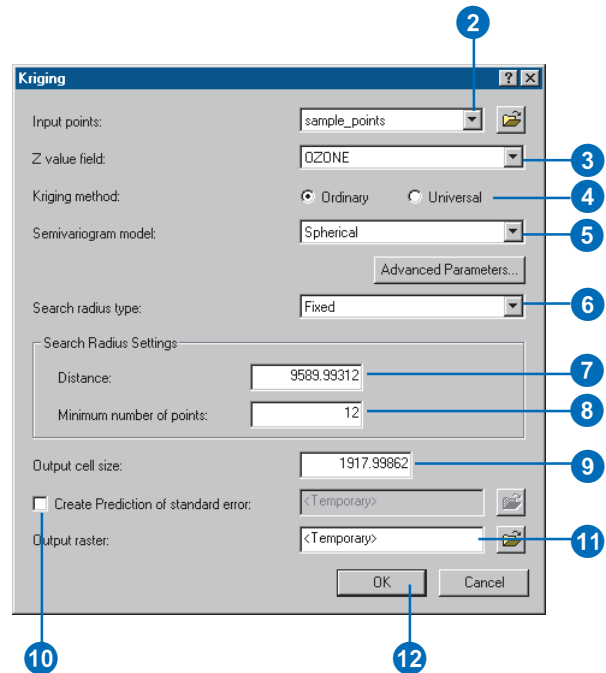 2
Kriging
Input points: sample_points
Z value field: OZONE 3
Kriging method: Ordinary Universal 4
Semivariogram model: Spherical 5
Advanced Parameters...
Search radius type: Fixed 6
Search Radius Settings
Distance: 9589.99312 7
Minimum number of points: 12 8
Output cell size: 1917.99862 9
Create Prediction of standard error: <Temporary>
Output raster: <Temporary> 11
OK Cancel
10 12